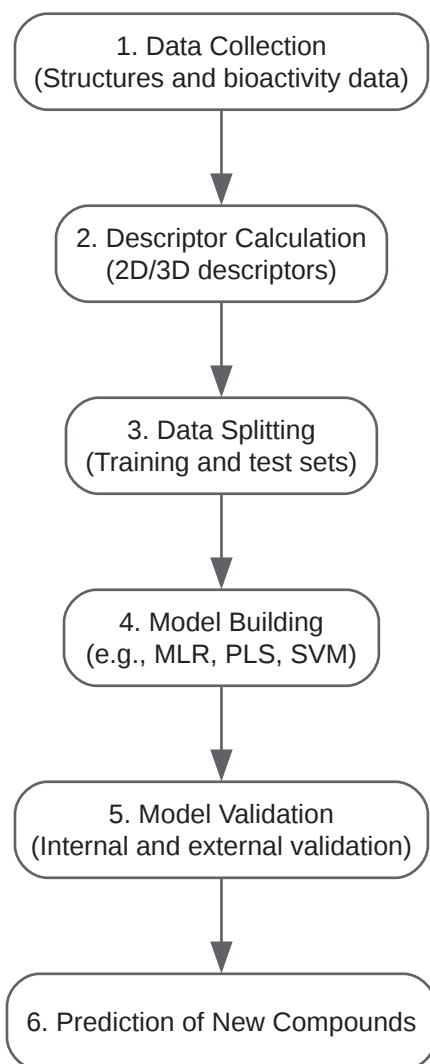 1. Data Collection
(Structures and bioactivity data)
2. Descriptor Calculation
(2D/3D descriptors)
3. Data Splitting
(Training and test sets)
4. Model Building
(e.g., MLR, PLS, SVM)
5. Model Validation
(Internal and external validation)
6. Prediction of New Compounds